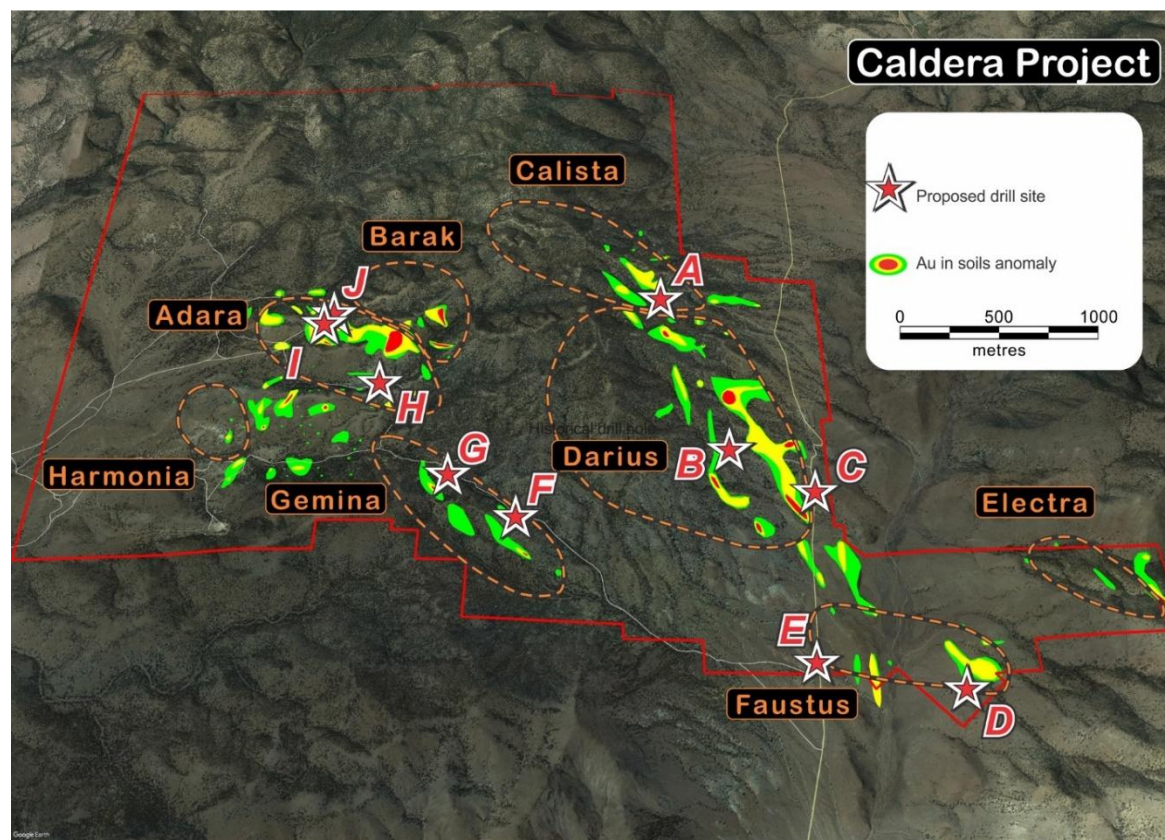 Caldera Project
Proposed drill site
Au in soils anomaly
0 500 1000
metres
Calista
Barak
A
J
Adara
I
H
Historical drill hole
Darius
B
G
C
Harmonia
Gemina
F
Electra
E
Faustus
D
Google Earth